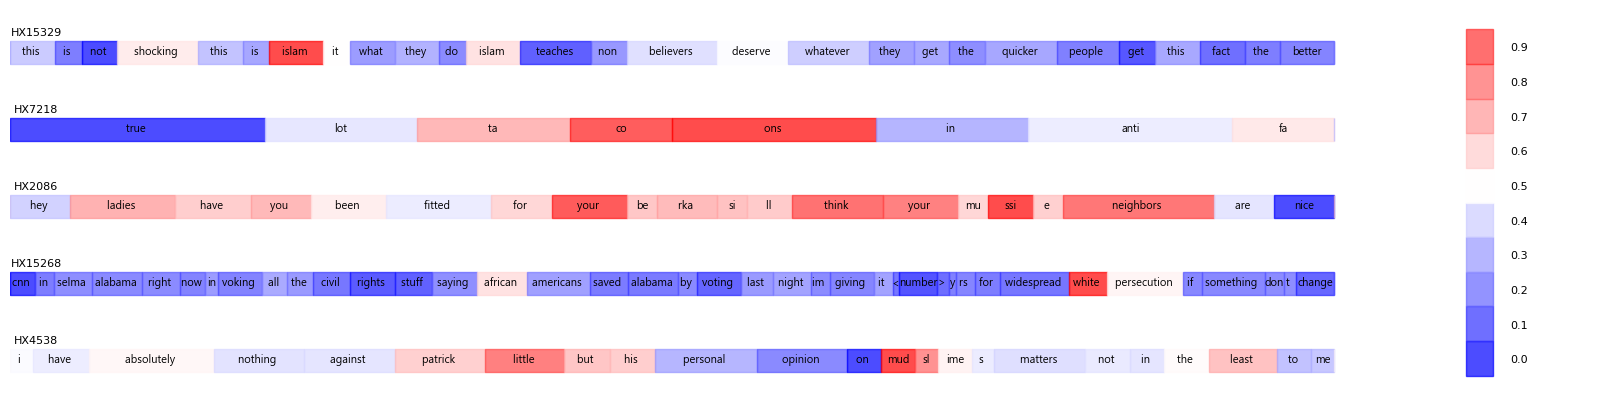 HX15329
this is not shocking this is islam it what they do islam teaches non believers deserve whatever they get the quicker people get this fact the better
HX7218
true lot ta co ons in anti fa
HX2086
hey ladies have you been fitted for your be rka si ll think your mu ssi e neighbors are nice
HX15268
cnn in selma alabama right now in voking all the civil rights stuff saying african americans saved alabama by voting last night im giving it < number > y rs for widespread white persecution if something don t change
HX4538
i have absolutely nothing against patrick little but his personal opinion on mud sl ime s matters not in the least to me
0.9
0.8
0.7
0.6
0.5
0.4
0.3
0.2
0.1
0.0